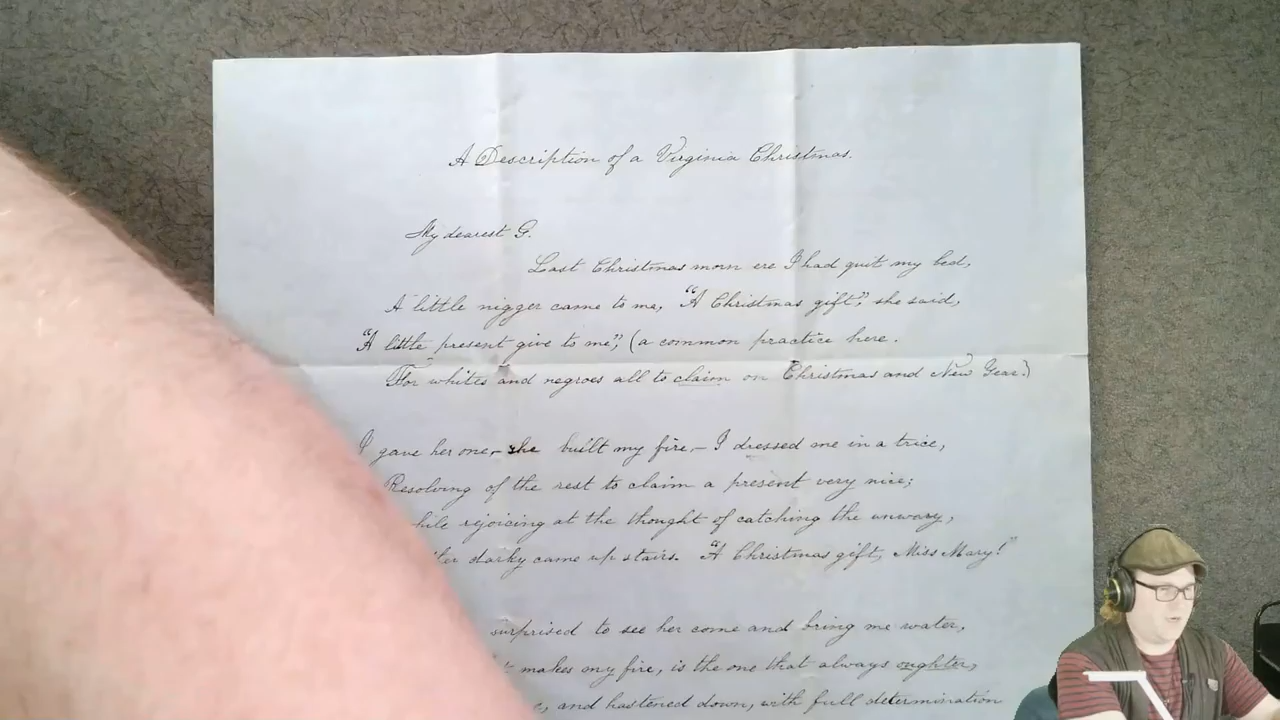 A Description of a Virginia Christmas.
My dearest G.
Last Christmas morn ere I had quit my bed,
A little nigger came to me, "A Christmas gift", she said,
"A little present give to me"; (a common practice here.
For whites and negroes all to claim on Christmas and New Year.)
I gave her one,- she built my fire,- I dressed me in a trice,
Resolving of the rest to claim a present very nice;
hile rejoicing at the thought of catching the unwary,
her darky came up stairs. "A Christmas gift, Miss Mary!"
surprised to see her come and bring me water,
t makes my fire, is the one that always oughter,
, and hastened down, with full determination